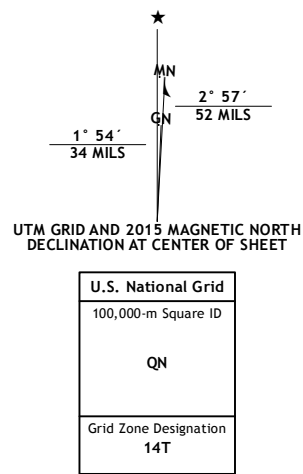 ★
MN
GN
2° 57´
52 MILS
1° 54´
34 MILS
UTM GRID AND 2015 MAGNETIC NORTH
DECLINATION AT CENTER OF SHEET
U.S. National Grid
100,000-m Square ID
QN
Grid Zone Designation
14T